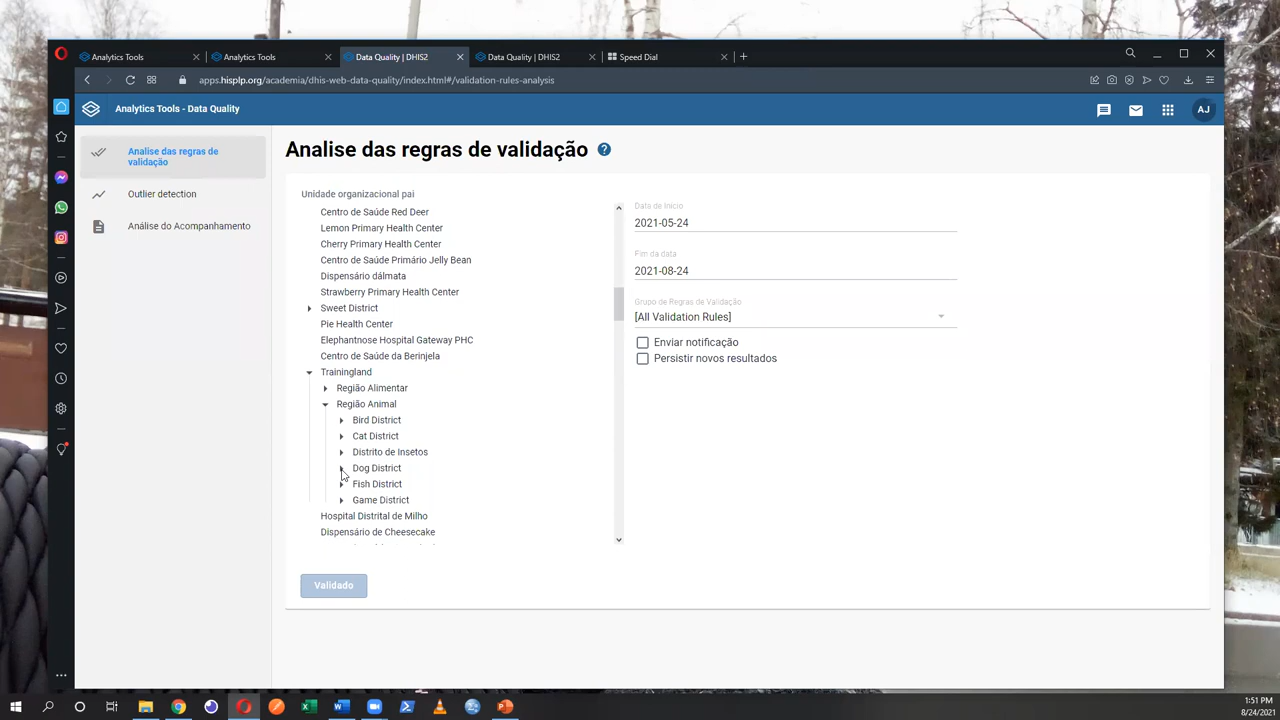 Analytics Tools
Analytics Tools
Data Quality | DHIS2
Data Quality | DHIS2
Speed Dial
apps.hisplp.org/academia/dhis-web-data-quality/index.html#/validation-rules-analysis
Analytics Tools - Data Quality
AJ
Analise das regras de
validação
Outlier detection
Análise do Acompanhamento
Analise das regras de validação
Unidade organizacional pai
Centro de Saúde Red Deer
Lemon Primary Health Center
Cherry Primary Health Center
Centro de Saúde Primário Jelly Bean
Dispensário dálmata
Strawberry Primary Health Center
Sweet District
Pie Health Center
Elephantnose Hospital Gateway PHC
Centro de Saúde da Berinjela
Trainingland
Região Alimentar
Região Animal
Bird District
Cat District
Distrito de Insetos
Dog District
Fish District
Game District
Hospital Distrital de Milho
Dispensário de Cheesecake
Data de Início
2021-05-24
Fim da data
2021-08-24
Grupo de Regras de Validação
[All Validation Rules]
Enviar notificação
Persistir novos resultados
Validado
1:51 PM
8/24/2021